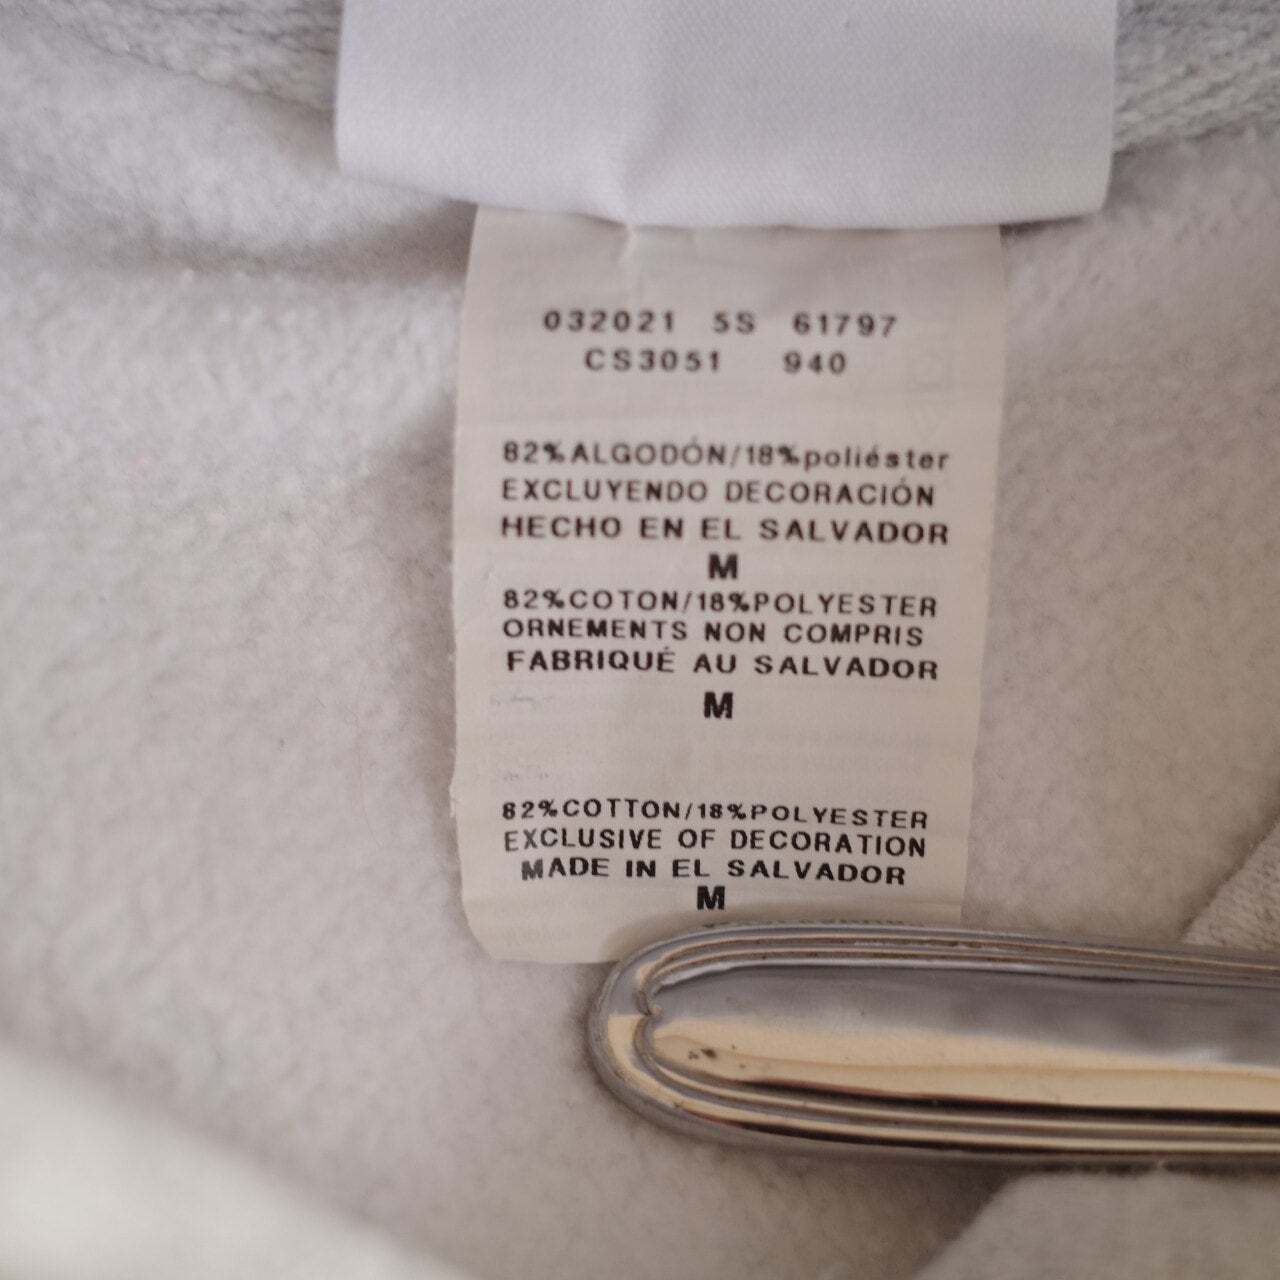 032021 5S 61797
CS3051 940
82%ALGODÓN/18%poliéster
EXCLUYENDO DECORACIÓN
HECHO EN EL SALVADOR
M
82%COTON/18%POLYESTER
ORNEMENTS NON COMPRIS
FABRIQUÉ AU SALVADOR
M
82%COTTON/18%POLYESTER
EXCLUSIVE OF DECORATION
MADE IN EL SALVADOR
M